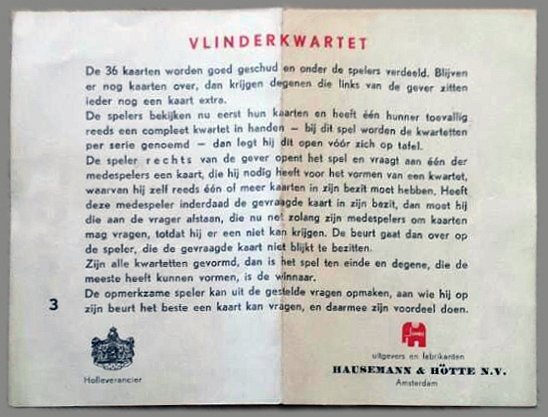 VLINDERKWARTET
De 36 kaarten worden goed geschud en onder de spelers verdeeld. Blijven
er nog kaarten over, dan krijgen degenen die links van de gever zitten
ieder nog een kaart extra.
De spelers bekijken nu eerst hun kaarten en heeft één hunner toevallig
reeds een compleet kwartet in handen – bij dit spel worden de kwartetten
per serie genoemd – dan legt hij dit open vóór zich op tafel.
De speler rechts van de gever opent het spel en vraagt aan één der
medespelers een kaart, die hij nodig heeft voor het vormen van een kwartet,
waarvan hij zelf reeds één of meer kaarten in zijn bezit moet hebben. Heeft
deze medespeler inderdaad de gevraagde kaart in zijn bezit, dan moet hij
die aan de vrager afstaan, die nu net zolang zijn medespelers om kaarten
mag vragen, totdat hij er een niet kan krijgen. De beurt gaat dan over op
de speler, die de gevraagde kaart niet blijkt te bezitten.
Zijn alle kwartetten gevormd, dan is het spel ten einde en degene, die de
meeste heeft kunnen vormen, is de winnaar.
De opmerkzame speler kan uit de gestelde vragen opmaken, aan wie hij op
zijn beurt het beste een kaart kan vragen, en daarmee zijn voordeel doen.
3
Hofleverancier
uitgevers en fabrikanten
HAUSEMANN & HÖTTE N.V.
Amsterdam